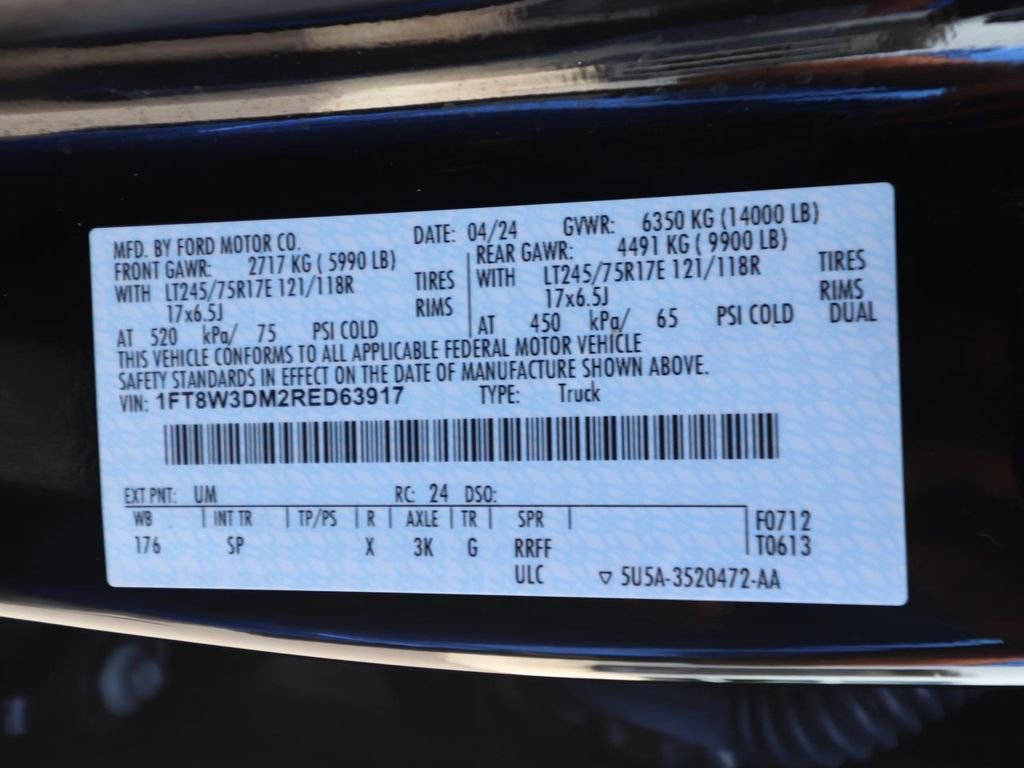 MFD. BY FORD MOTOR CO. DATE: 04/24 GVWR: 6350 KG (14000 LB)
FRONT GAWR: 2717 KG ( 5990 LB) REAR GAWR: 4491 KG ( 9900 LB)
WITH LT245/75R17E 121/118R TIRES WITH LT245/75R17E 121/118R TIRES
17x6.5J RIMS 17x6.5J RIMS
AT 520 kPa/ 75 PSI COLD AT 450 kPa/ 65 PSI COLD DUAL
THIS VEHICLE CONFORMS TO ALL APPLICABLE FEDERAL MOTOR VEHICLE
SAFETY STANDARDS IN EFFECT ON THE DATE OF MANUFACTURE SHOWN ABOVE.
VIN: 1FT8W3DM2RED63917 TYPE: Truck
EXT PNT: UM RC: 24 DSO:
WB | INT TR | TP/PS | R | AXLE | TR | SPR | F0712
176 SP X 3K G RRFF T0613
ULC ▽ 5U5A-3520472-AA